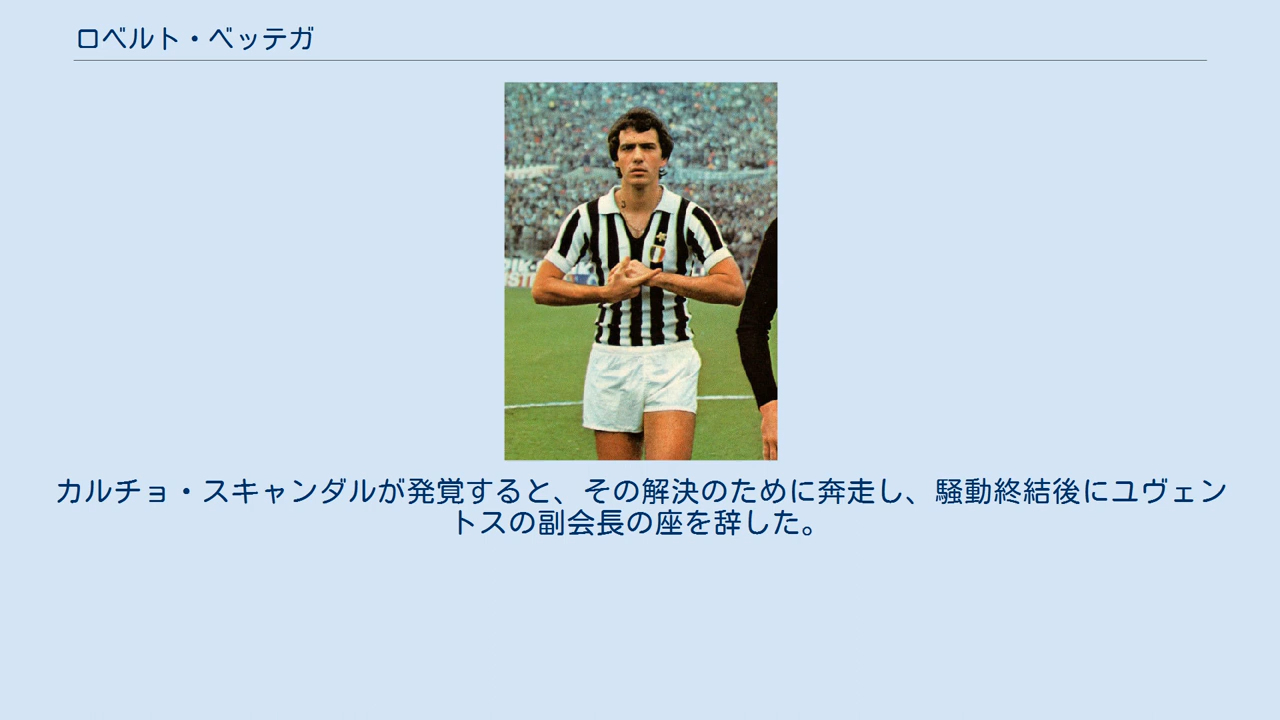 ロベルト・ベッテガ
カルチョ・スキャンダルが発覚すると、その解決のために奔走し、騒動終結後にユヴェン
トスの副会長の座を辞した。